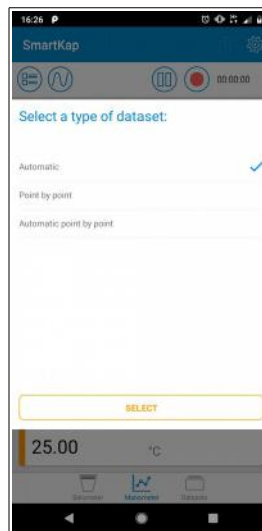 16:26
SmartKap
00:00:00
Select a type of dataset:
Automatic
Point by point
Automatic point by point
SELECT
25.00 °C
Manometer
Datasets